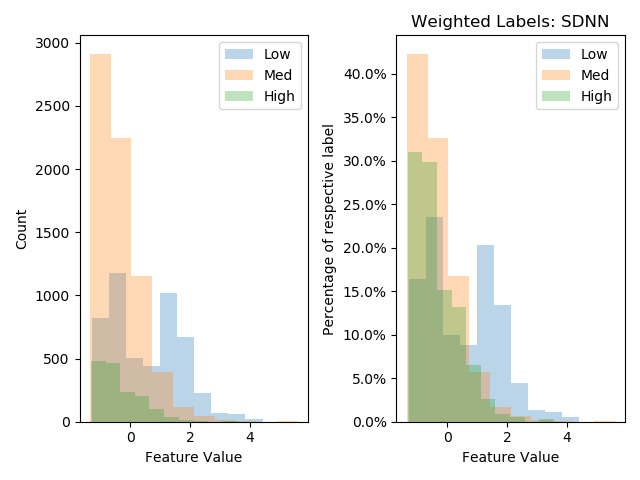 Weighted Labels: SDNN
Count
3000
2500
2000
1500
1000
500
0
Low
Med
High
0
2
4
Feature Value
Percentage of respective label
40.0%
35.0%
30.0%
25.0%
20.0%
15.0%
10.0%
5.0%
0.0%
Low
Med
High
0
2
4
Feature Value